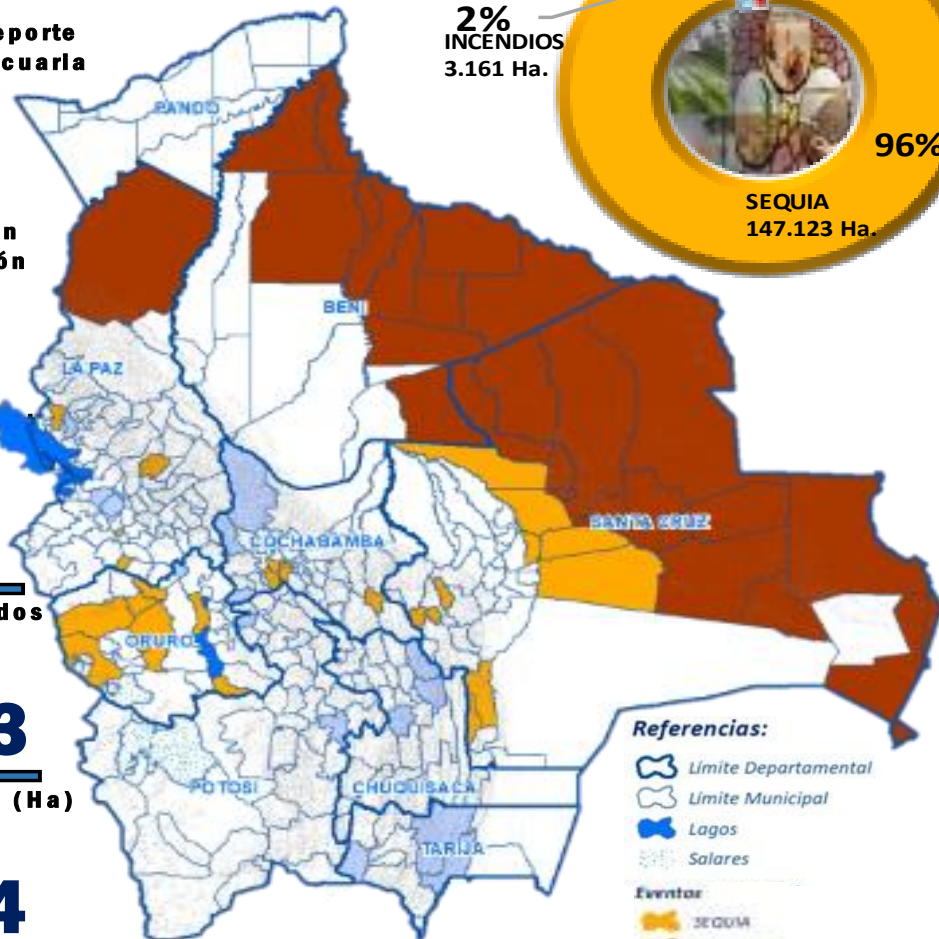 eporte
cuaria
2%
INCENDIOS
3.161 Ha.
96%
SEQUIA
147.123 Ha.
n
ón
PANDO
BENI
LA PAZ
SANTA CRUZ
COCHABAMBA
ORURO
dos
3
(Ha)
4
POTOSI
CHUQUISACA
TARIJA
Referencias:
Límite Departamental
Límite Municipal
Lagos
Salares
Eventos
SEQUIA